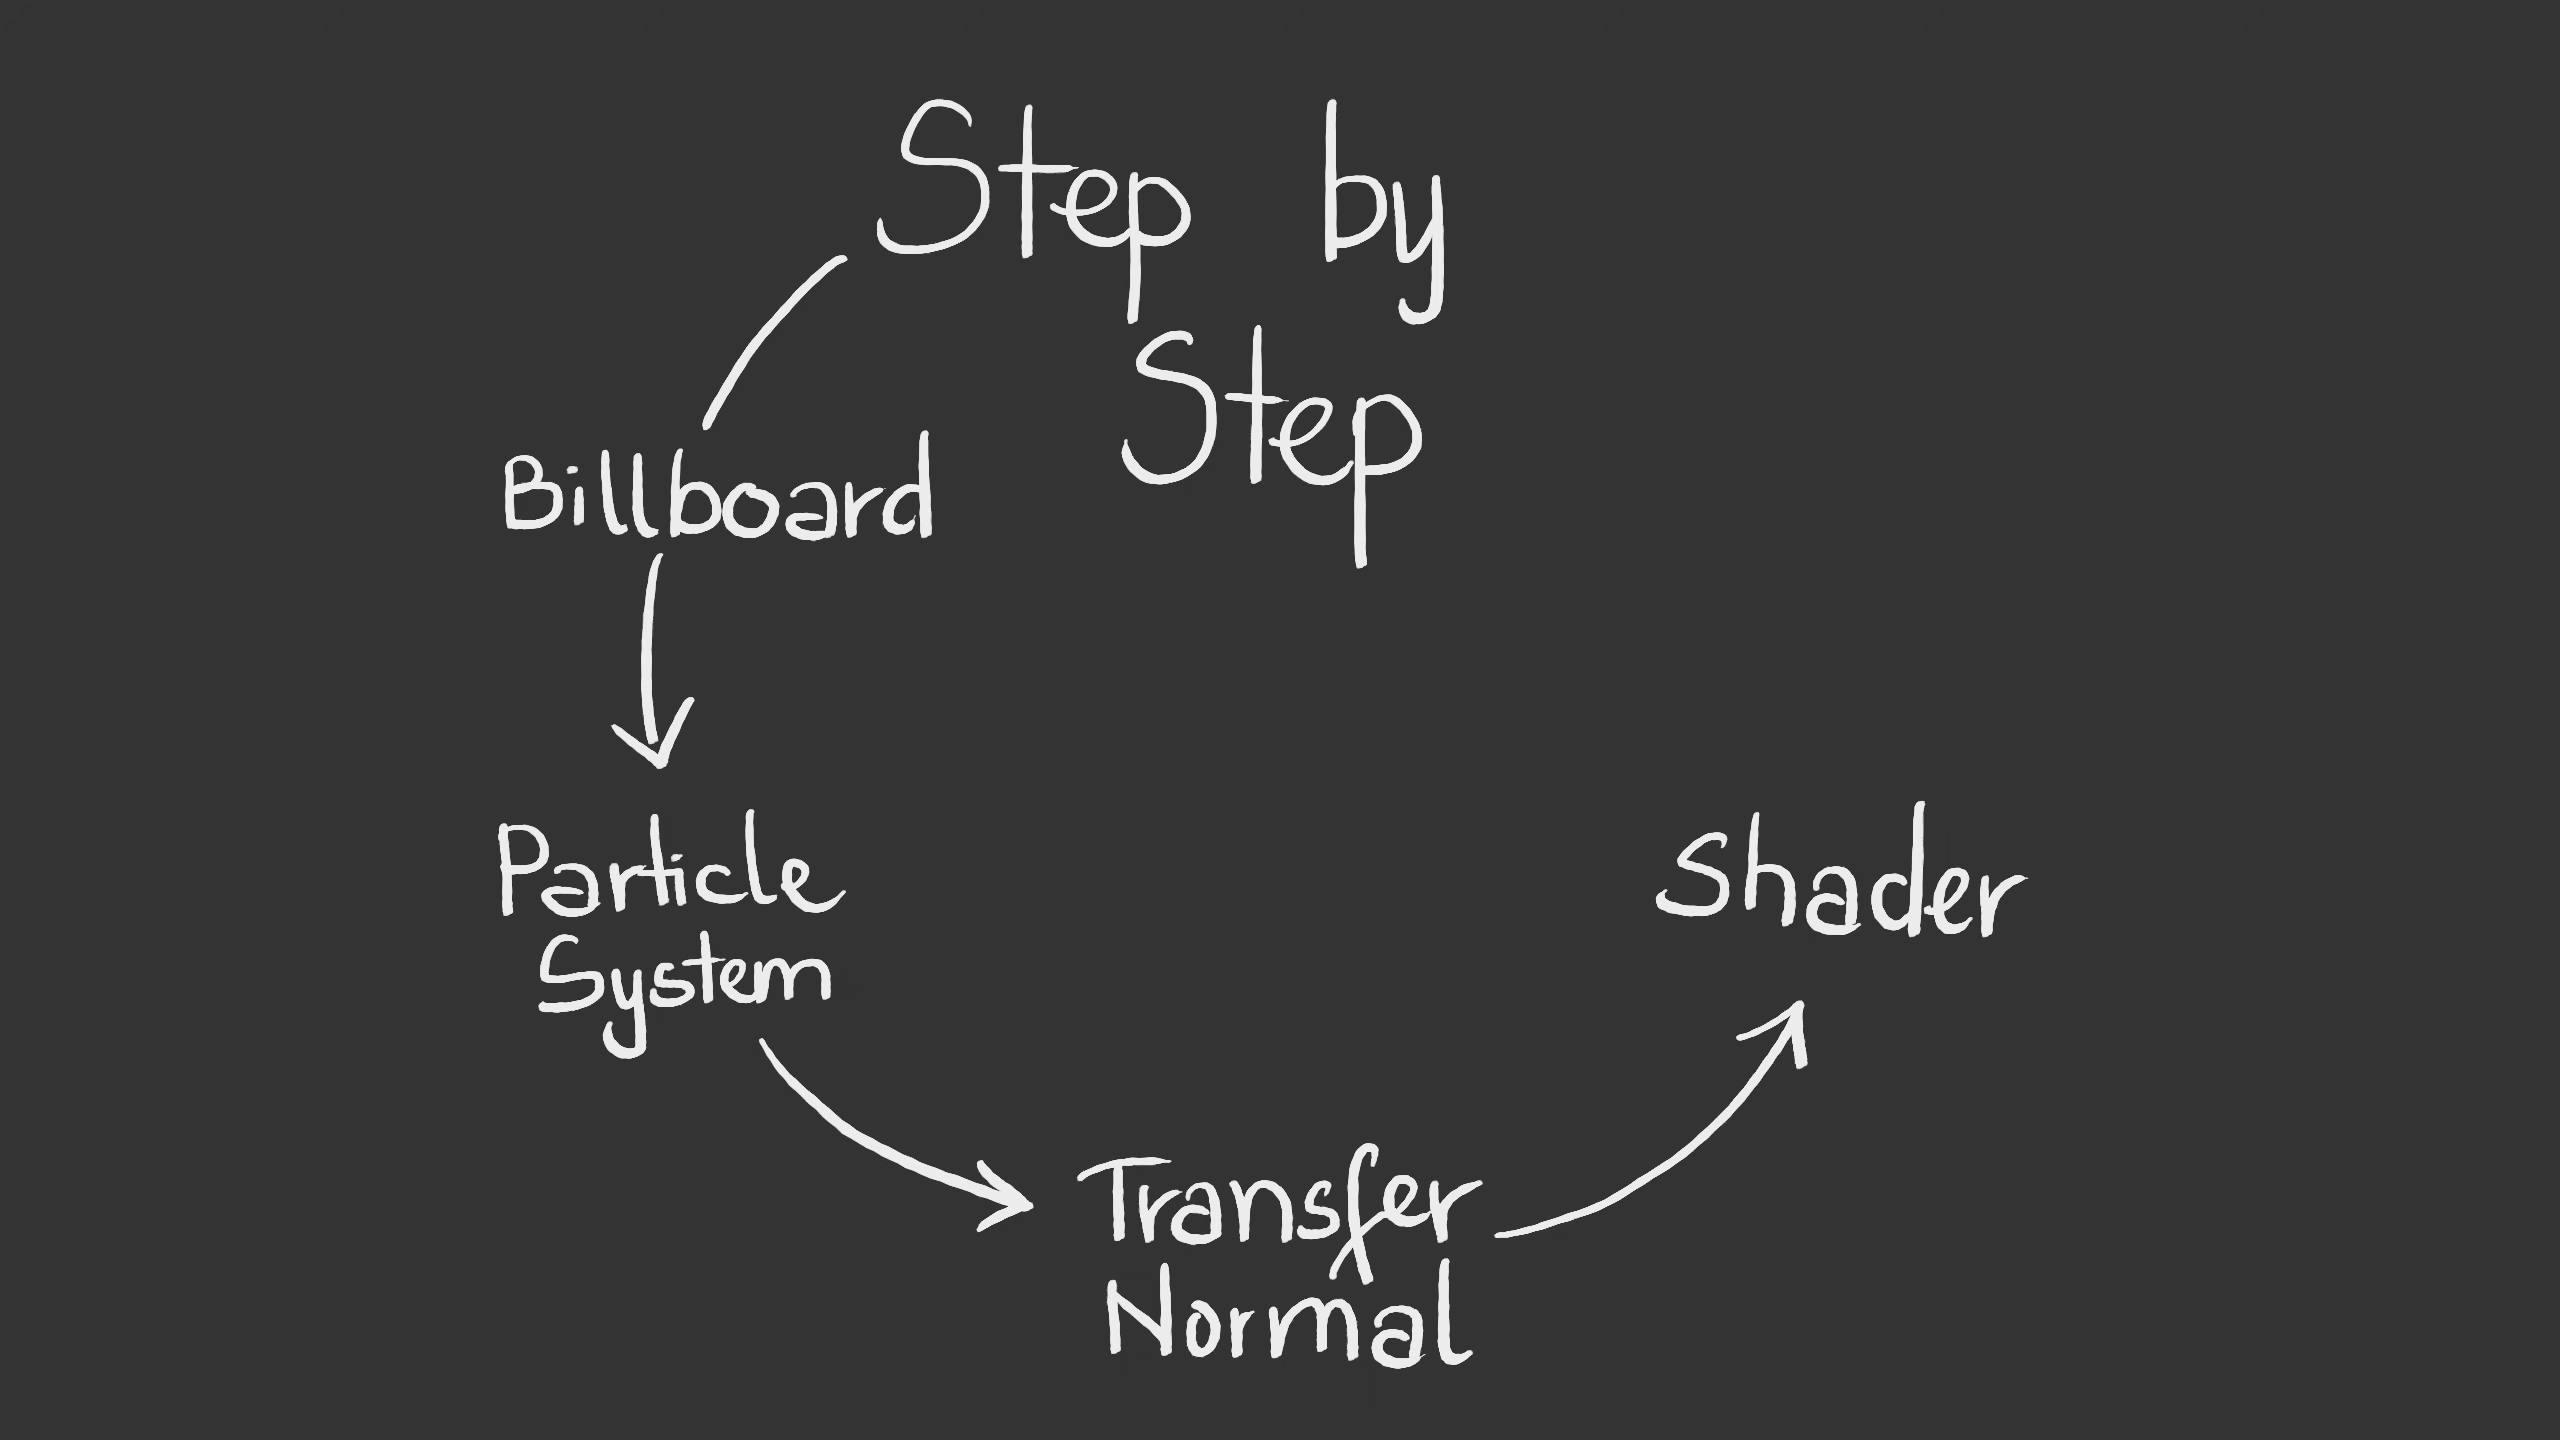 Step by
Step
Billboard
Particle
System
Transfer
Normal
Shader